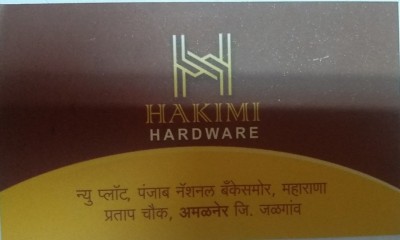 HAKIMI
HARDWARE
न्यु प्लॉट, पंजाब नॅशनल बँकेसमोर, महाराणा
प्रताप चौक, अमळनेर जि. जळगांव